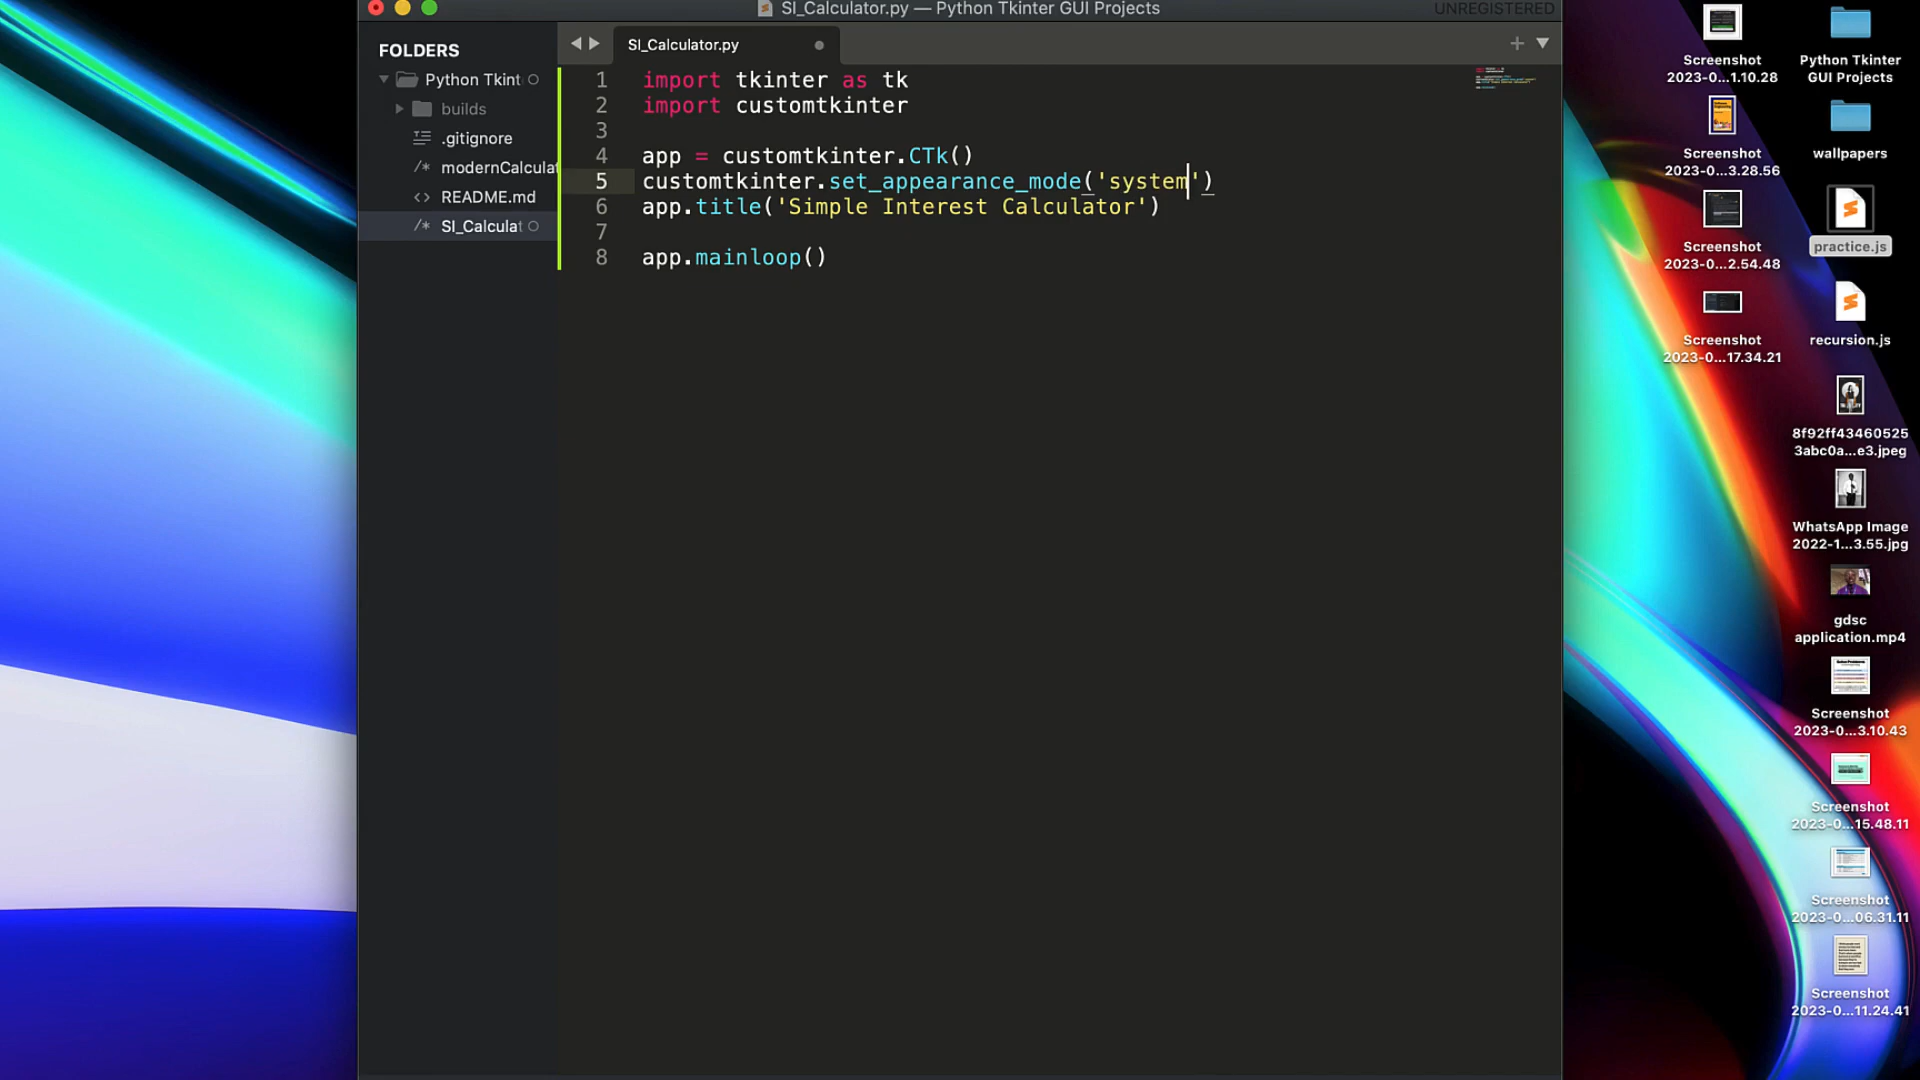 SI_Calculator.py — Python Tkinter GUI Projects
UNREGISTERED
FOLDERS
Python Tkint
builds
.gitignore
modernCalculat
README.md
SI_Calculat
SI_Calculator.py
1 import tkinter as tk
2 import customtkinter
3
4 app = customtkinter.CTk()
5 customtkinter.set_appearance_mode('system')
6 app.title('Simple Interest Calculator')
7
8 app.mainloop()
Screenshot
2023-0...1.10.28
Screenshot
2023-0...3.28.56
Screenshot
2023-0...2.54.48
Screenshot
2023-0...17.34.21
Python Tkinter
GUI Projects
wallpapers
practice.js
recursion.js
8f92ff43460525
3abc0a...e3.jpeg
WhatsApp Image
2022-1...3.55.jpg
gdsc
application.mp4
Screenshot
2023-0...3.10.43
Screenshot
2023-0...15.48.11
Screenshot
2023-0...06.31.11
Screenshot
2023-0...11.24.41